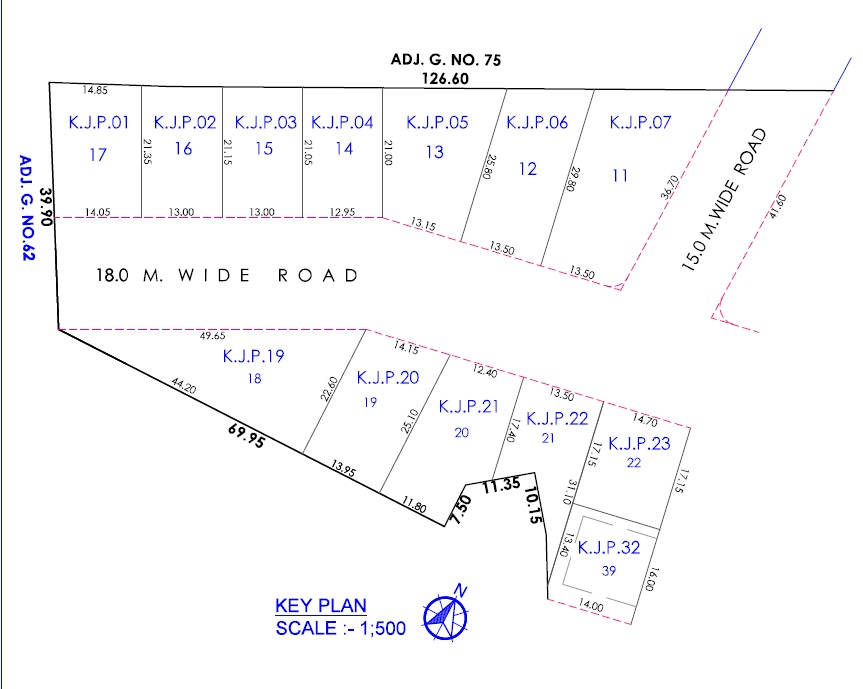 ADJ. G. NO. 75
126.60
14.85
K.J.P.01
17
K.J.P.02
16
K.J.P.03
15
K.J.P.04
14
K.J.P.05
13
K.J.P.06
12
K.J.P.07
11
21.35
21.15
21.05
21.00
25.80
29.80
36.70
15.0 M.WIDE ROAD
41.60
ADJ. G. NO.62
39.90
14.05
13.00
13.00
12.95
13.15
13.50
13.50
18.0 M. WIDE ROAD
49.65
K.J.P.19
18
44.20
69.95
22.60
14.15
K.J.P.20
19
13.95
25.10
12.40
K.J.P.21
20
11.80
17.40
13.50
K.J.P.22
21
7.50
11.35
10.15
17.15
31.10
14.70
K.J.P.23
22
17.15
13.40
K.J.P.32
39
16.00
14.00
KEY PLAN
SCALE :- 1;500
N